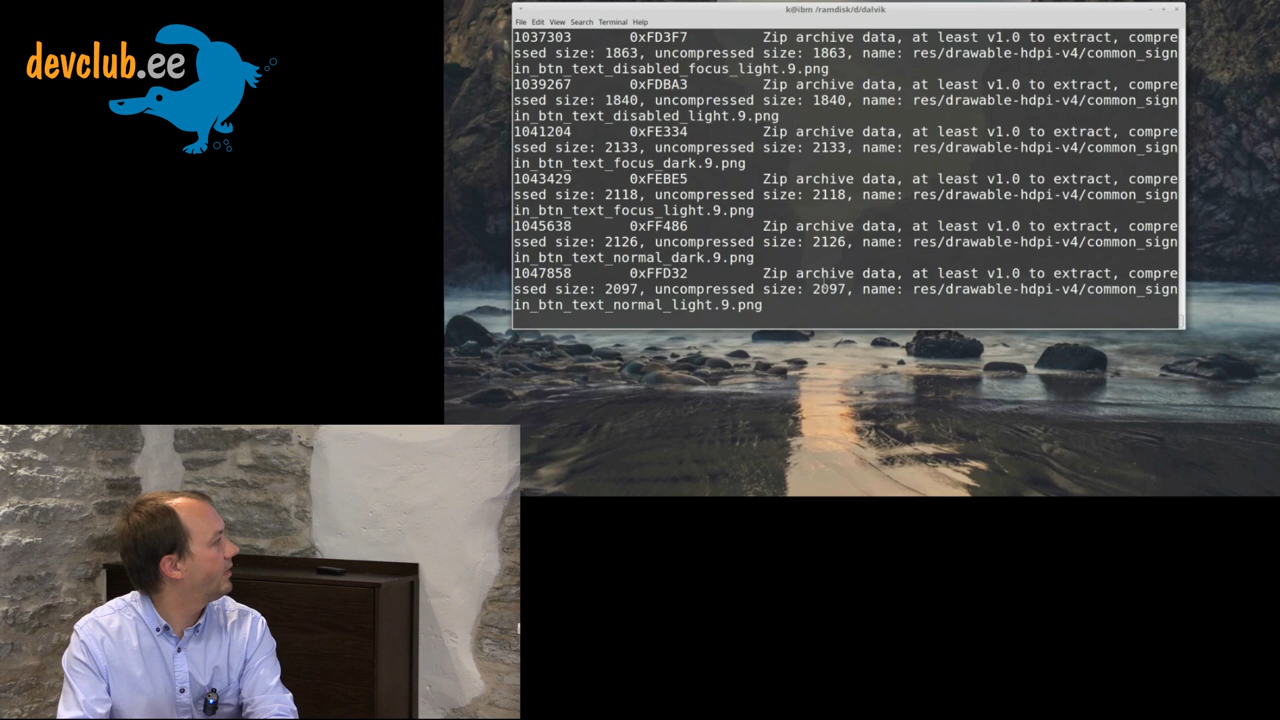 devclub.ee
k@ibm /ramdisk/d/dalvik
File Edit View Search Terminal Help
1037303 0xFD3F7 Zip archive data, at least v1.0 to extract, compre
ssed size: 1863, uncompressed size: 1863, name: res/drawable-hdpi-v4/common_sign
in_btn_text_disabled_focus_light.9.png
1039267 0xFDBA3 Zip archive data, at least v1.0 to extract, compre
ssed size: 1840, uncompressed size: 1840, name: res/drawable-hdpi-v4/common_sign
in_btn_text_disabled_light.9.png
1041204 0xFE334 Zip archive data, at least v1.0 to extract, compre
ssed size: 2133, uncompressed size: 2133, name: res/drawable-hdpi-v4/common_sign
in_btn_text_focus_dark.9.png
1043429 0xFEBE5 Zip archive data, at least v1.0 to extract, compre
ssed size: 2118, uncompressed size: 2118, name: res/drawable-hdpi-v4/common_sign
in_btn_text_focus_light.9.png
1045638 0xFF486 Zip archive data, at least v1.0 to extract, compre
ssed size: 2126, uncompressed size: 2126, name: res/drawable-hdpi-v4/common_sign
in_btn_text_normal_dark.9.png
1047858 0xFFD32 Zip archive data, at least v1.0 to extract, compre
ssed size: 2097, uncompressed size: 2097, name: res/drawable-hdpi-v4/common_sign
in_btn_text_normal_light.9.png